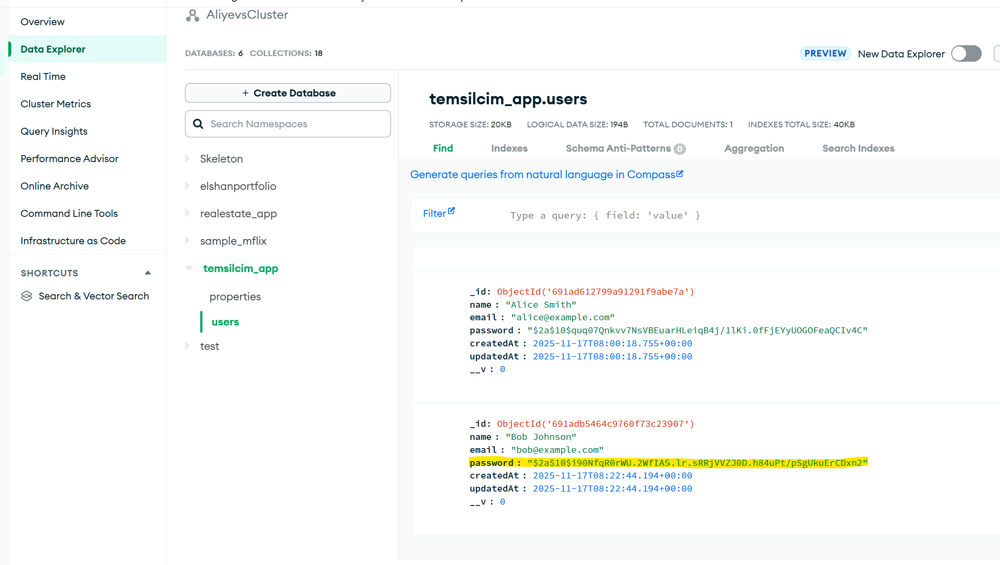 AliyevsCluster
Overview
Data Explorer
Real Time
Cluster Metrics
Query Insights
Performance Advisor
Online Archive
Command Line Tools
Infrastructure as Code
SHORTCUTS
Search & Vector Search
DATABASES: 6 COLLECTIONS: 18
PREVIEW New Data Explorer
+ Create Database
Search Namespaces
Skeleton
elshanportfolio
realestate_app
sample_mflix
temsilcim_app
properties
users
test
temsilcim_app.users
STORAGE SIZE: 20KB LOGICAL DATA SIZE: 194B TOTAL DOCUMENTS: 1 INDEXES TOTAL SIZE: 40KB
Find Indexes Schema Anti-Patterns 0 Aggregation Search Indexes
Generate queries from natural language in Compass
Filter Type a query: { field: 'value' }
_id: ObjectId('691ad612799a91291f9abe7a')
name : "Alice Smith"
email : "alice@example.com"
password : "$2a$10$quq07Qnkvv7NsVBEuarHLeiqB4j/1lKi.0fFjEYyUOGOFeaQCIv4C"
createdAt : 2025-11-17T08:00:18.755+00:00
updatedAt : 2025-11-17T08:00:18.755+00:00
__v : 0
_id: ObjectId('691adb5464c9760f73c23907')
name : "Bob Johnson"
email : "bob@example.com"
password : "$2a$10$i90NfqR0rWU.2WfIA5.lr.sRRjVVZJ0D.h84uPt/pSgUkuErCDxn2"
createdAt : 2025-11-17T08:22:44.194+00:00
updatedAt : 2025-11-17T08:22:44.194+00:00
__v : 0